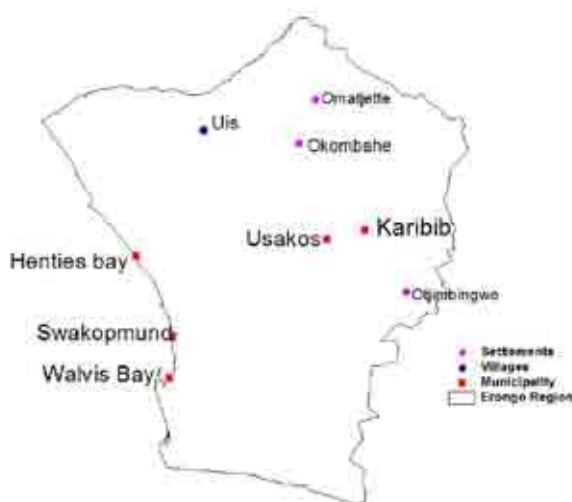 Omatjette
Uis
Okombahe
Karibib
Usakos
Henties bay
Otjimbingwe
Swakopmund
Walvis Bay
Settlements
Villages
Municipality
Erongo Region